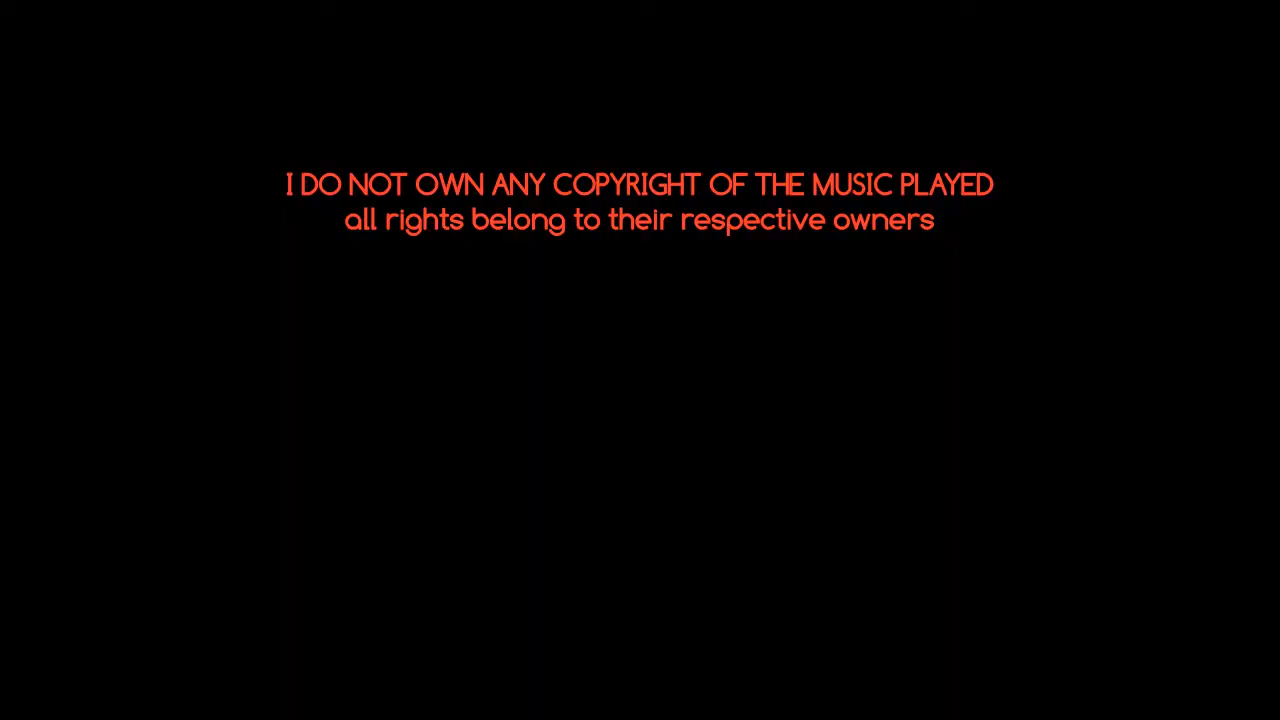 I DO NOT OWN ANY COPYRIGHT OF THE MUSIC PLAYED
all rights belong to their respective owners